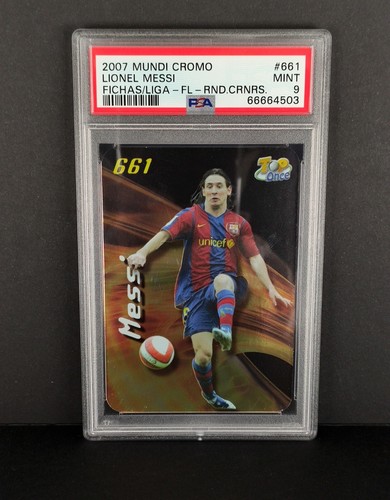 2007 MUNDI CROMO #661
LIONEL MESSI MINT
FICHAS/LIGA-FL-RND.CRNRS. 9
PSA 66664503
661
TOP
Once
unicef
Messi